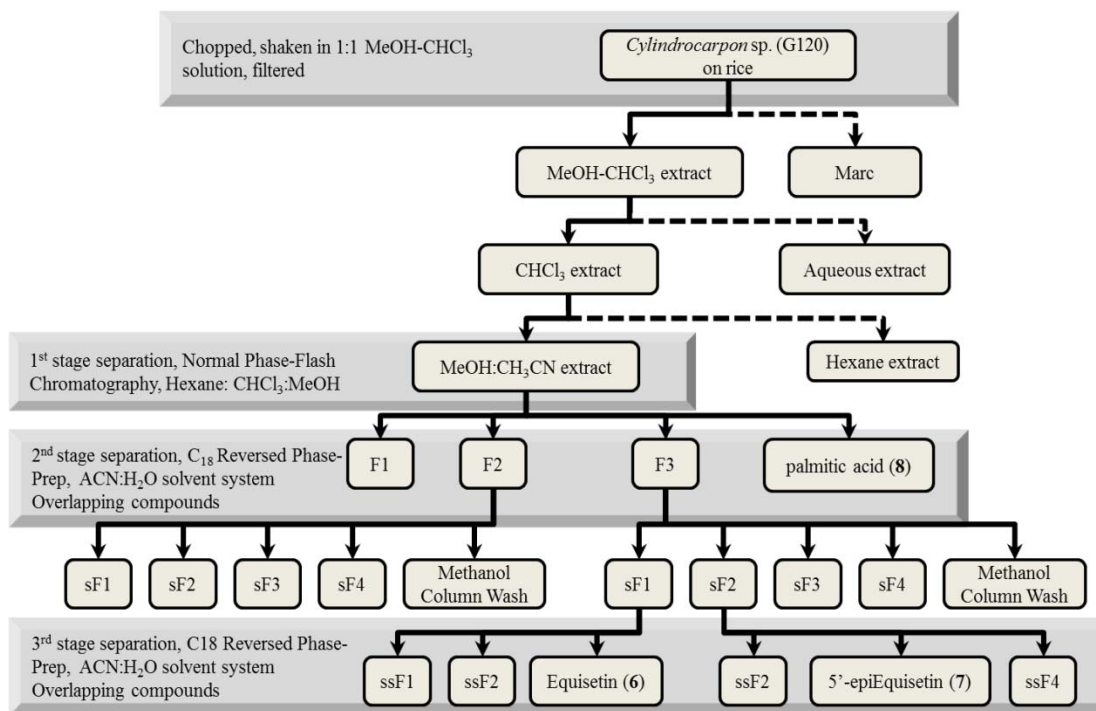 Chopped, shaken in 1:1 MeOH-CHCl₃
solution, filtered
Cylindrocarpon sp. (G120)
on rice
MeOH-CHCl₃ extract
Marc
CHCl₃ extract
Aqueous extract
1st stage separation, Normal Phase-Flash
Chromatography, Hexane: CHCl₃:MeOH
MeOH:CH₃CN extract
Hexane extract
2nd stage separation, C₁₈ Reversed Phase-
Prep, ACN:H₂O solvent system
Overlapping compounds
F1
F2
F3
palmitic acid (8)
sF1
sF2
sF3
sF4
Methanol
Column Wash
sF1
sF2
sF3
sF4
Methanol
Column Wash
3rd stage separation, C18 Reversed Phase-
Prep, ACN:H₂O solvent system
Overlapping compounds
ssF1
ssF2
Equisetin (6)
ssF2
5’-epiEquisetin (7)
ssF4